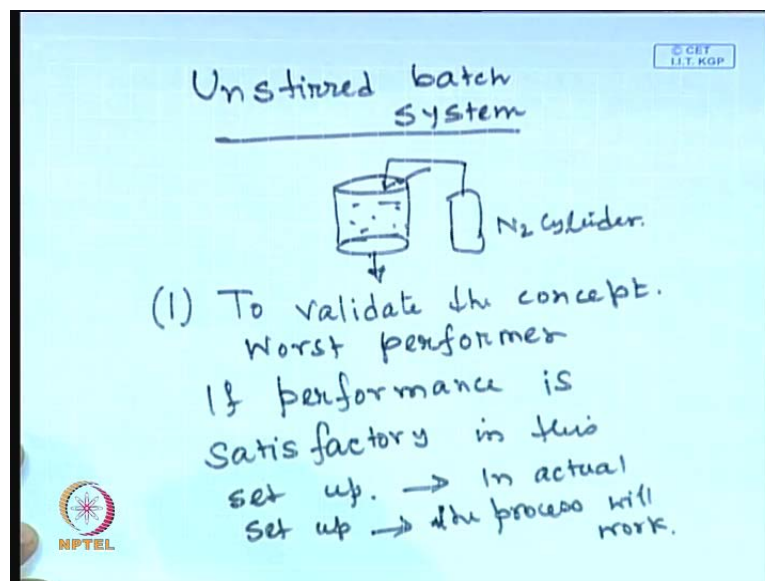 © CET
I.I.T. KGP
Unstirred batch
system
N2 Cylinder.
(1) To validate the concept.
Worst performer
If performance is
satisfactory in this
set up. → In actual
set up → the process will
work.
NPTEL